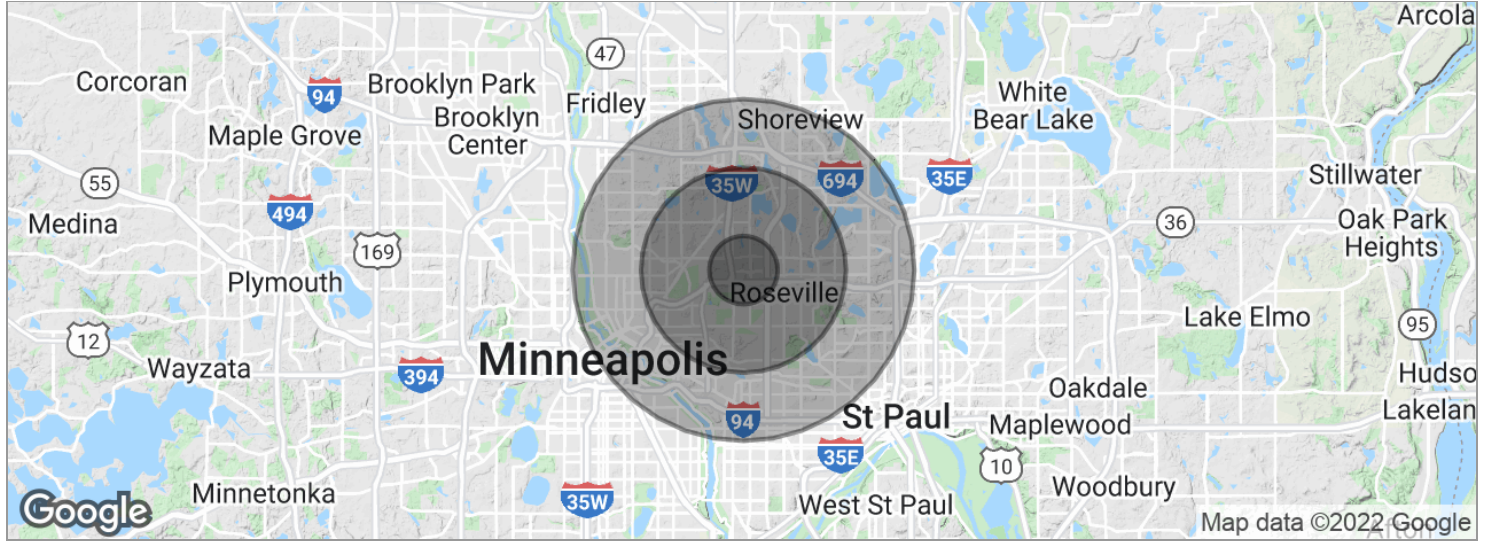 Arcola
47
Corcoran
94
Brooklyn Park
Fridley
White
Bear Lake
Brooklyn
Center
Shoreview
Maple Grove
55
35W
694
35E
Stillwater
494
Medina
169
36
Oak Park
Heights
Plymouth
Roseville
12
Lake Elmo
95
Wayzata
394
Minneapolis
Hudso
Oakdale
94
St Paul
Maplewood
Lakelan
35E
10
Minnetonka
35W
West St Paul
Woodbury
Google
Map data ©2022 Google
Afton